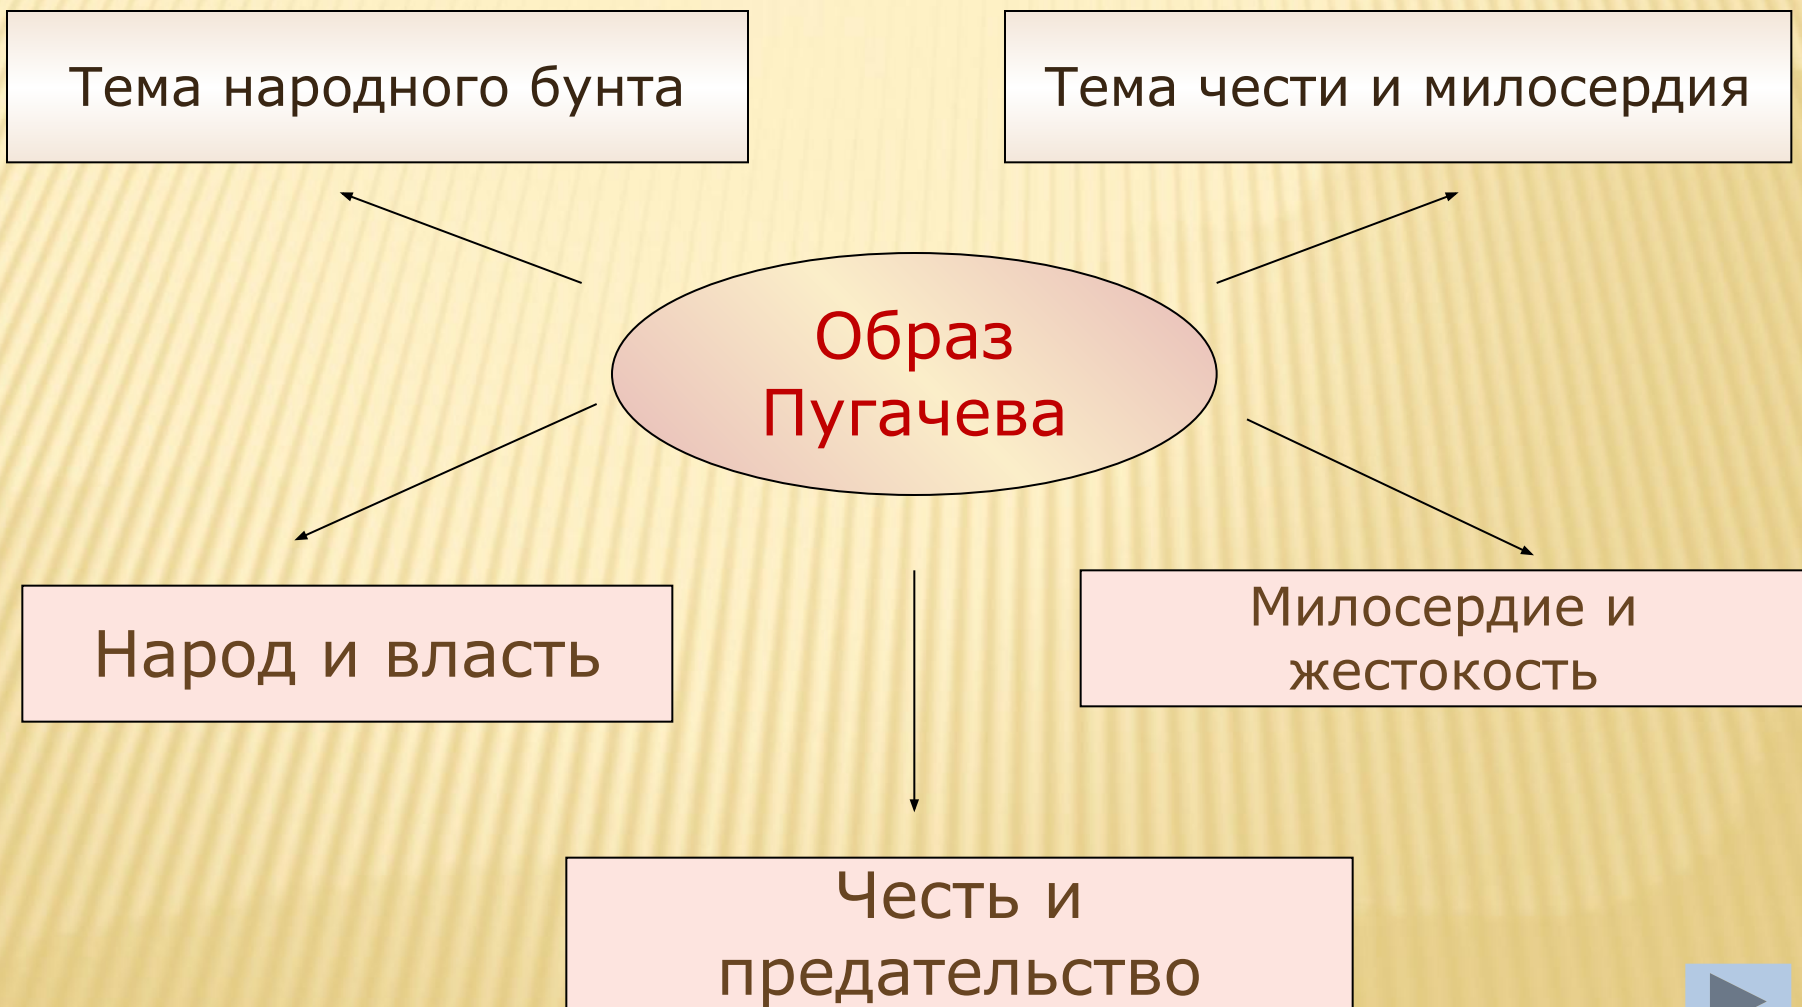 Тема народного бунта
Тема чести и милосердия
Образ
Пугачева
Народ и власть
Милосердие и
жестокость
Честь и
предательство